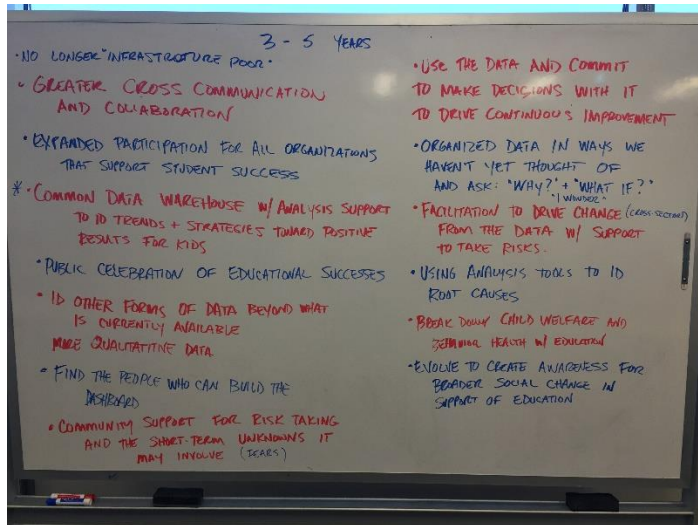 3 - 5 YEARS
• NO LONGER "INFRASTRUCTURE POOR".
• GREATER CROSS COMMUNICATION
AND COLLABORATION
• EXPANDED PARTICIPATION FOR ALL ORGANIZATIONS
THAT SUPPORT STUDENT SUCCESS
* • COMMON DATA WAREHOUSE W/ ANALYSIS SUPPORT
TO ID TRENDS + STRATEGIES TOWARD POSITIVE
RESULTS FOR KIDS
• PUBLIC CELEBRATION OF EDUCATIONAL SUCCESSES
• ID OTHER FORMS OF DATA BEYOND WHAT
IS CURRENTLY AVAILABLE
MORE QUALITATITIVE DATA
• FIND THE PEOPLE WHO CAN BUILD THE
DASHBOARD
• COMMUNITY SUPPORT FOR RISK TAKING
AND THE SHORT-TERM UNKNOWNS IT
MAY INVOLVE
• USE THE DATA AND COMMIT
TO MAKE DECISIONS WITH IT
TO DRIVE CONTINUOUS IMPROVEMENT
• ORGANIZED DATA IN WAYS WE
HAVEN'T YET THOUGHT OF
AND ASK: "WHY?" + "WHAT IF?"
"I WONDER"
• FACILITATION TO DRIVE CHANGE (CROSS-SECTORS)
FROM THE DATA W/ SUPPORT
TO TAKE RISKS.
• USING ANALYSIS TOOLS TO ID
ROOT CAUSES
• BREAK DOWN CHILD WELFARE AND
BEHAVIORAL HEALTH W/ EDUCATION
• EVOLVE TO CREATE AWARENESS FOR
BROADER SOCIAL CHANGE IN
SUPPORT OF EDUCATION